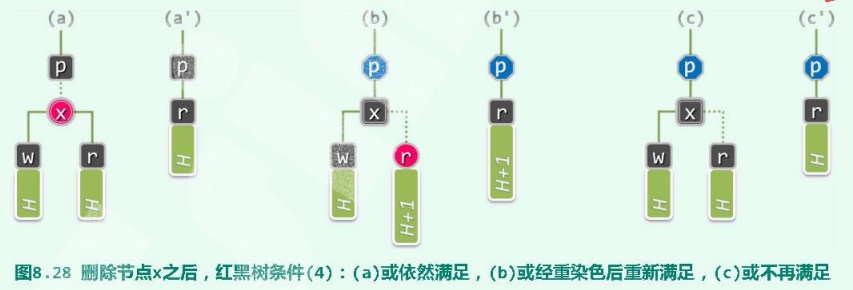 (a) (a') (b) (b') (c) (c')
p p p p p p
x r x r x r
w r w r w r
H H H H H+1 H+1 H H H
图8.28 删除节点x之后，红黑树条件(4)：(a)或依然满足，(b)或经重染色后重新满足，(c)或不再满足